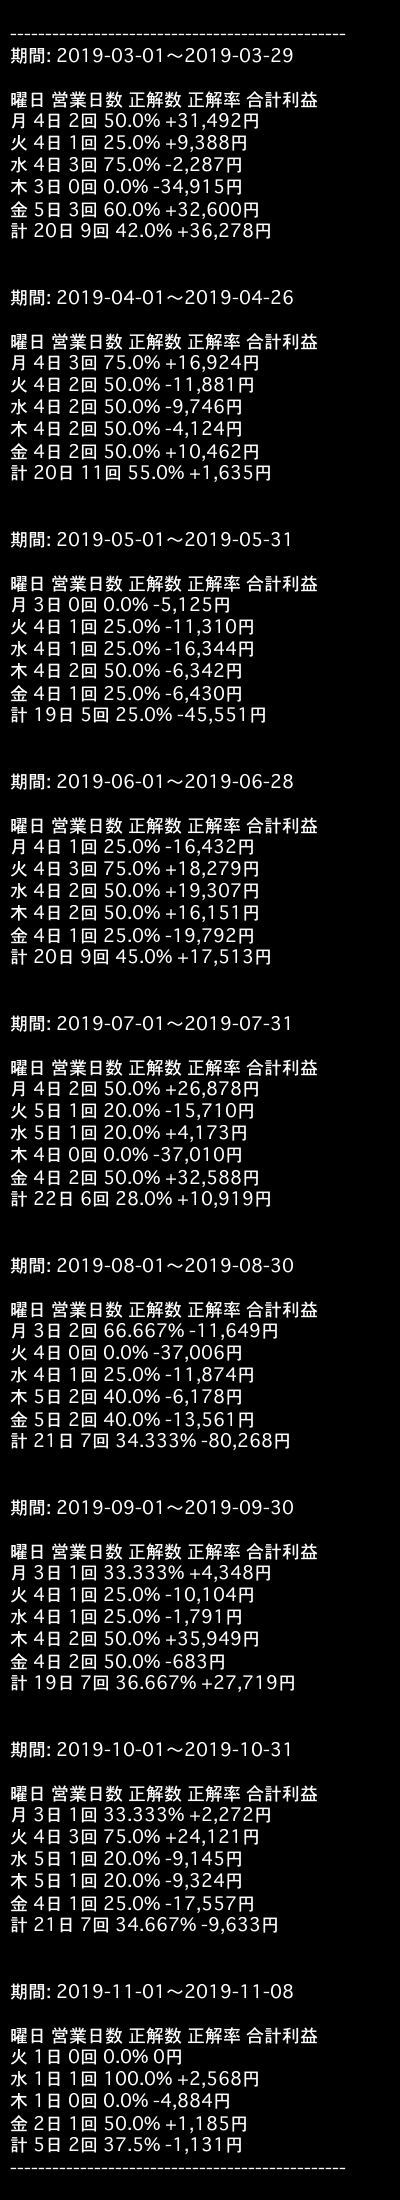 ------------------------------------------------
期間: 2019-03-01～2019-03-29
曜日 営業日数 正解数 正解率 合計利益
月 4日 2回 50.0% +31,492円
火 4日 1回 25.0% +9,388円
水 4日 3回 75.0% -2,287円
木 3日 0回 0.0% -34,915円
金 5日 3回 60.0% +32,600円
計 20日 9回 42.0% +36,278円
期間: 2019-04-01～2019-04-26
曜日 営業日数 正解数 正解率 合計利益
月 4日 3回 75.0% +16,924円
火 4日 2回 50.0% -11,881円
水 4日 2回 50.0% -9,746円
木 4日 2回 50.0% -4,124円
金 4日 2回 50.0% +10,462円
計 20日 11回 55.0% +1,635円
期間: 2019-05-01～2019-05-31
曜日 営業日数 正解数 正解率 合計利益
月 3日 0回 0.0% -5,125円
火 4日 1回 25.0% -11,310円
水 4日 1回 25.0% -16,344円
木 4日 2回 50.0% -6,342円
金 4日 1回 25.0% -6,430円
計 19日 5回 25.0% -45,551円
期間: 2019-06-01～2019-06-28
曜日 営業日数 正解数 正解率 合計利益
月 4日 1回 25.0% -16,432円
火 4日 3回 75.0% +18,279円
水 4日 2回 50.0% +19,307円
木 4日 2回 50.0% +16,151円
金 4日 1回 25.0% -19,792円
計 20日 9回 45.0% +17,513円
期間: 2019-07-01～2019-07-31
曜日 営業日数 正解数 正解率 合計利益
月 4日 2回 50.0% +26,878円
火 5日 1回 20.0% -15,710円
水 5日 1回 20.0% +4,173円
木 4日 0回 0.0% -37,010円
金 4日 2回 50.0% +32,588円
計 22日 6回 28.0% +10,919円
期間: 2019-08-01～2019-08-30
曜日 営業日数 正解数 正解率 合計利益
月 3日 2回 66.667% -11,649円
火 4日 0回 0.0% -37,006円
水 4日 1回 25.0% -11,874円
木 5日 2回 40.0% -6,178円
金 5日 2回 40.0% -13,561円
計 21日 7回 34.333% -80,268円
期間: 2019-09-01～2019-09-30
曜日 営業日数 正解数 正解率 合計利益
月 3日 1回 33.333% +4,348円
火 4日 1回 25.0% -10,104円
水 4日 1回 25.0% -1,791円
木 4日 2回 50.0% +35,949円
金 4日 2回 50.0% -683円
計 19日 7回 36.667% +27,719円
期間: 2019-10-01～2019-10-31
曜日 営業日数 正解数 正解率 合計利益
月 3日 1回 33.333% +2,272円
火 4日 3回 75.0% +24,121円
水 5日 1回 20.0% -9,145円
木 5日 1回 20.0% -9,324円
金 4日 1回 25.0% -17,557円
計 21日 7回 34.667% -9,633円
期間: 2019-11-01～2019-11-08
曜日 営業日数 正解数 正解率 合計利益
火 1日 0回 0.0% 0円
水 1日 1回 100.0% +2,568円
木 1日 0回 0.0% -4,884円
金 2日 1回 50.0% +1,185円
計 5日 2回 37.5% -1,131円
------------------------------------------------